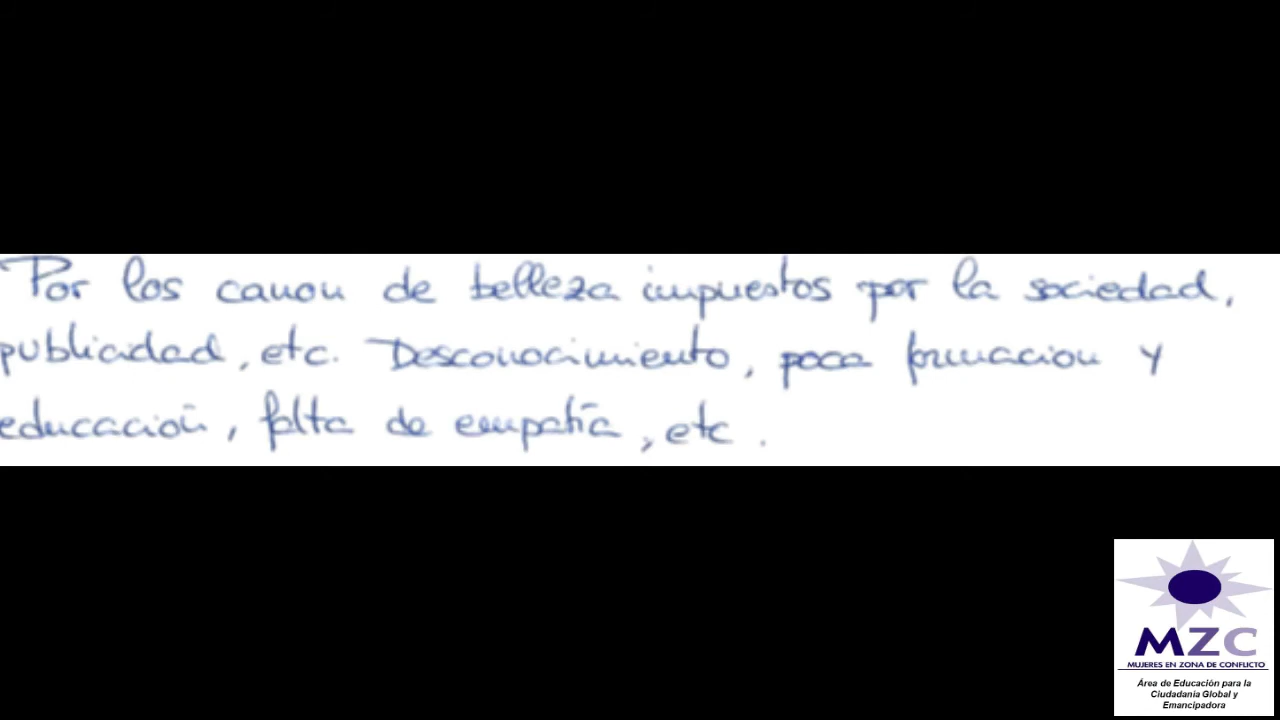 Por los canon de belleza impuestos por la sociedad,
publicidad, etc. Desconocimiento, poca formacion y
educación, falta de empatía, etc.
MZC
MUJERES EN ZONA DE CONFLICTO
Área de Educación para la
Ciudadanía Global y
Emancipadora